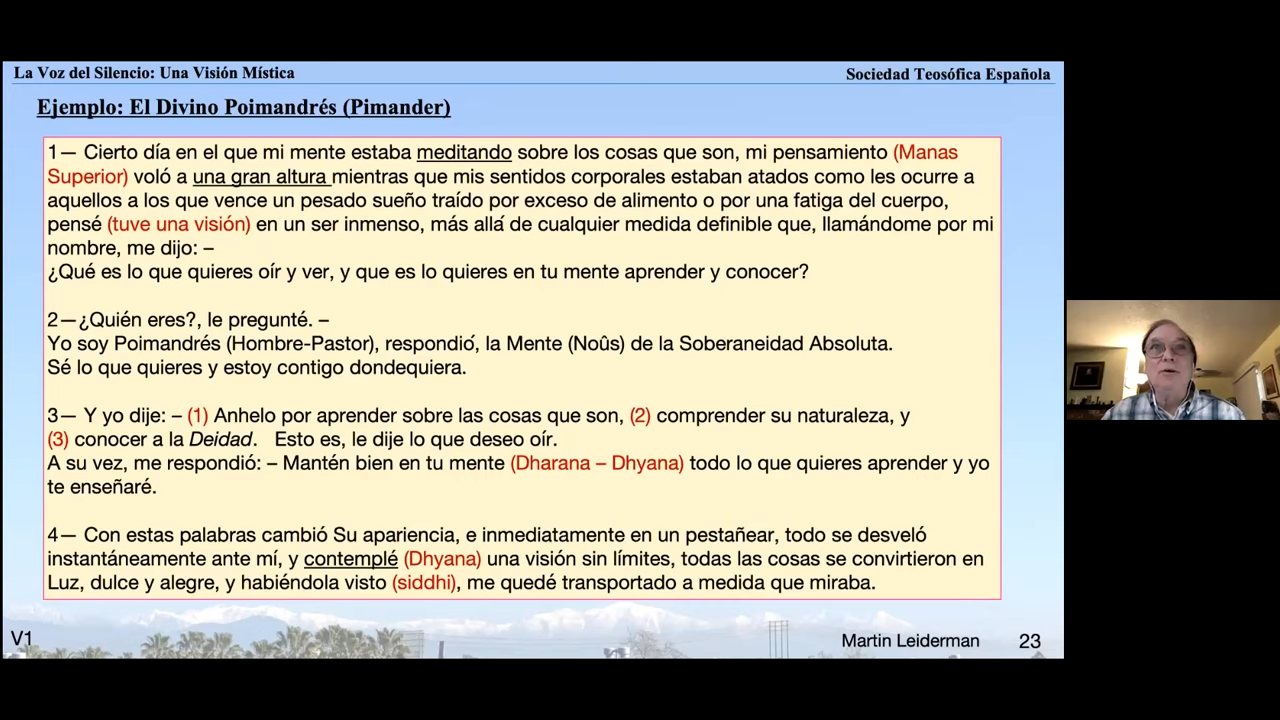 La Voz del Silencio: Una Visión Mística
Sociedad Teosófica Española
Ejemplo: El Divino Poimandrés (Pimander)
1— Cierto día en el que mi mente estaba meditando sobre los cosas que son, mi pensamiento (Manas
Superior) voló a una gran altura mientras que mis sentidos corporales estaban atados como les ocurre a
aquellos a los que vence un pesado sueño traído por exceso de alimento o por una fatiga del cuerpo,
pensé (tuve una visión) en un ser inmenso, más allá de cualquier medida definible que, llamándome por mi
nombre, me dijo: –
¿Qué es lo que quieres oír y ver, y que es lo quieres en tu mente aprender y conocer?
2—¿Quién eres?, le pregunté. –
Yo soy Poimandrés (Hombre-Pastor), respondió, la Mente (Noûs) de la Soberaneidad Absoluta.
Sé lo que quieres y estoy contigo dondequiera.
3— Y yo dije: – (1) Anhelo por aprender sobre las cosas que son, (2) comprender su naturaleza, y
(3) conocer a la Deidad. Esto es, le dije lo que deseo oír.
A su vez, me respondió: – Mantén bien en tu mente (Dharana – Dhyana) todo lo que quieres aprender y yo
te enseñaré.
4— Con estas palabras cambió Su apariencia, e inmediatamente en un pestañear, todo se desveló
instantáneamente ante mí, y contemplé (Dhyana) una visión sin límites, todas las cosas se convirtieron en
Luz, dulce y alegre, y habiéndola visto (siddhi), me quedé transportado a medida que miraba.
V1
Martin Leiderman 23